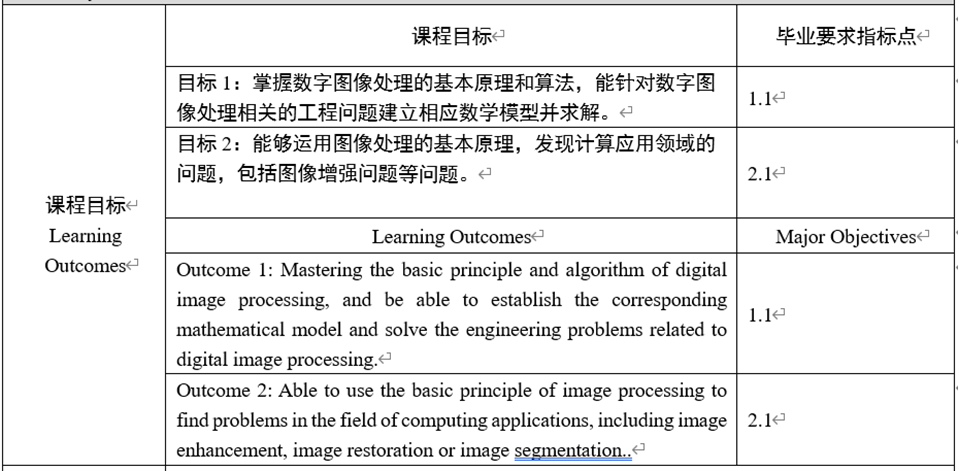 课程目标
毕业要求指标点
目标 1：掌握数字图像处理的基本原理和算法，能针对数字图
像处理相关的工程问题建立相应数学模型并求解。
1.1
目标 2：能够运用图像处理的基本原理，发现计算应用领域的
问题，包括图像增强问题等问题。
2.1
课程目标
Learning
Outcomes
Learning Outcomes
Major Objectives
Outcome 1: Mastering the basic principle and algorithm of digital
image processing, and be able to establish the corresponding
mathematical model and solve the engineering problems related to
digital image processing.
1.1
Outcome 2: Able to use the basic principle of image processing to
find problems in the field of computing applications, including image
enhancement, image restoration or image segmentation..
2.1